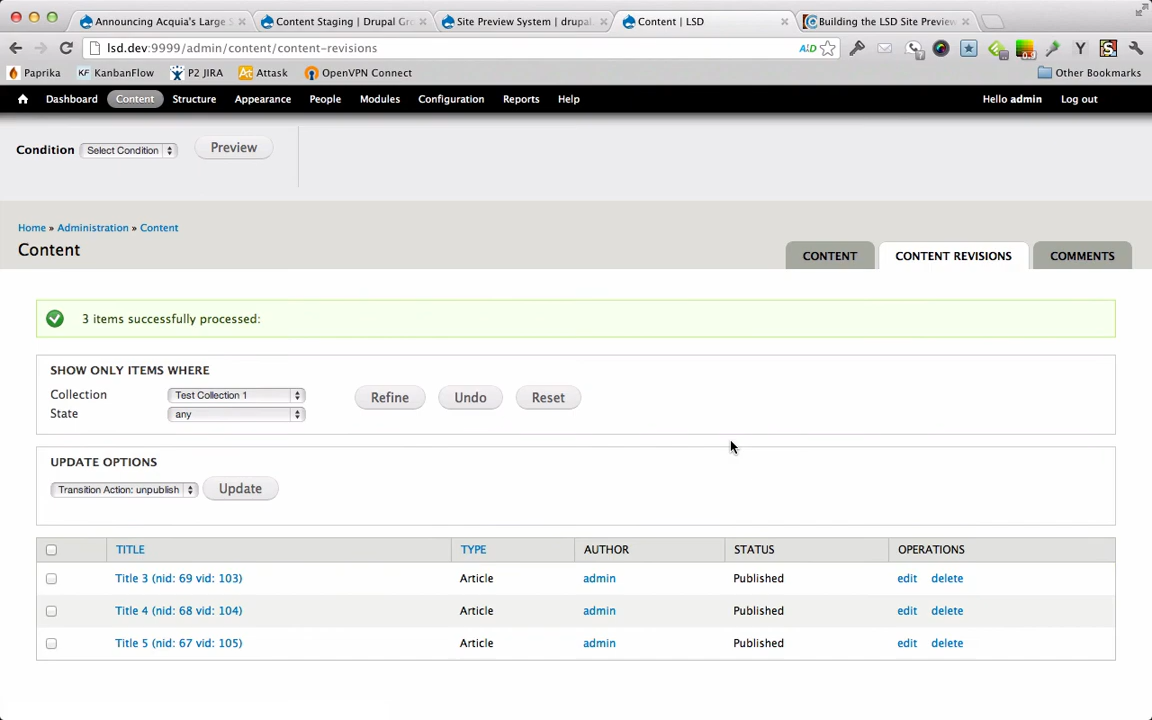 Announcing Acquia's Large S
Content Staging | Drupal Gro
Site Preview System | drupal.
Content | LSD
Building the LSD Site Preview
lsd.dev:9999/admin/content/content-revisions
Paprika
KF KanbanFlow
P2 JIRA
At Attask
OpenVPN Connect
Other Bookmarks
Dashboard
Content
Structure
Appearance
People
Modules
Configuration
Reports
Help
Hello admin
Log out
Condition
Select Condition
Preview
Home » Administration » Content
Content
CONTENT
CONTENT REVISIONS
COMMENTS
3 items successfully processed:
SHOW ONLY ITEMS WHERE
Collection
Test Collection 1
State
any
Refine
Undo
Reset
UPDATE OPTIONS
Transition Action: unpublish
Update
TITLE TYPE AUTHOR STATUS OPERATIONS
Title 3 (nid: 69 vid: 103) Article admin Published edit delete
Title 4 (nid: 68 vid: 104) Article admin Published edit delete
Title 5 (nid: 67 vid: 105) Article admin Published edit delete